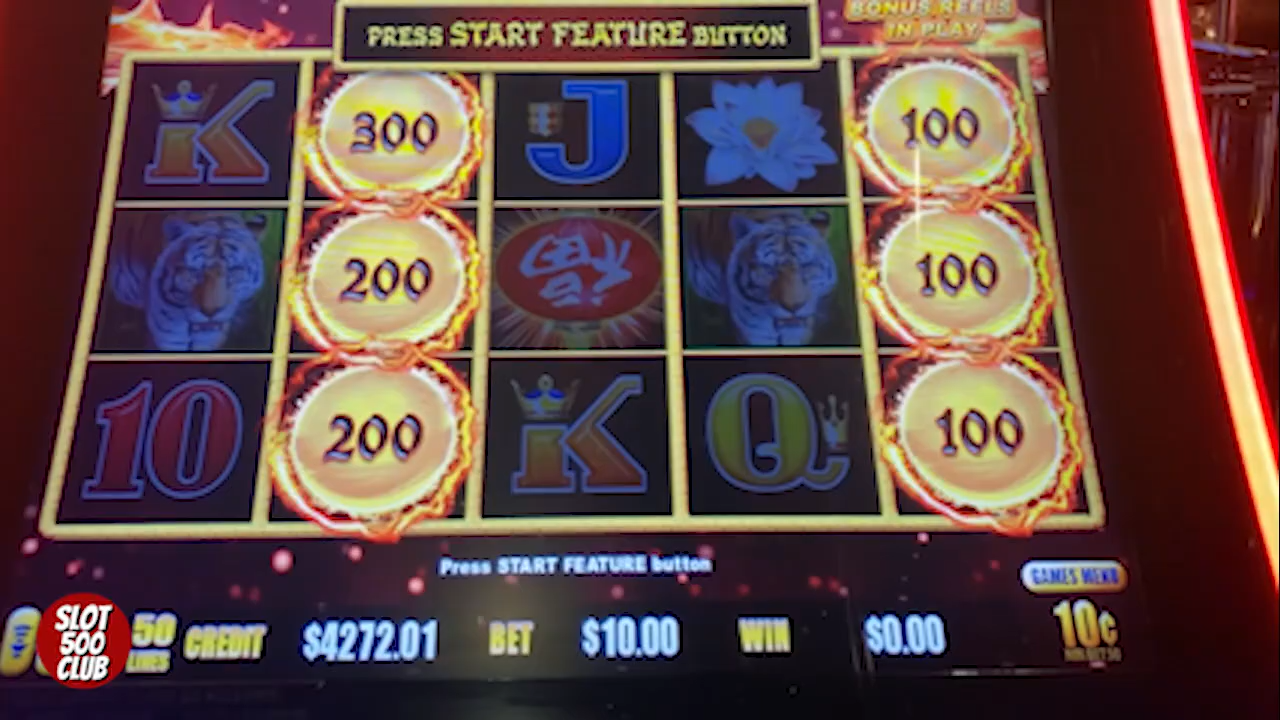 BONUS REELS
IN PLAY
PRESS START FEATURE BUTTON
K 300 J 100
200 100
10 200 K Q 100
Press START FEATURE button
GAMES MENU
SLOT
500
CLUB
50
LINES
CREDIT $4272.01 BET $10.00 WIN $0.00 10¢